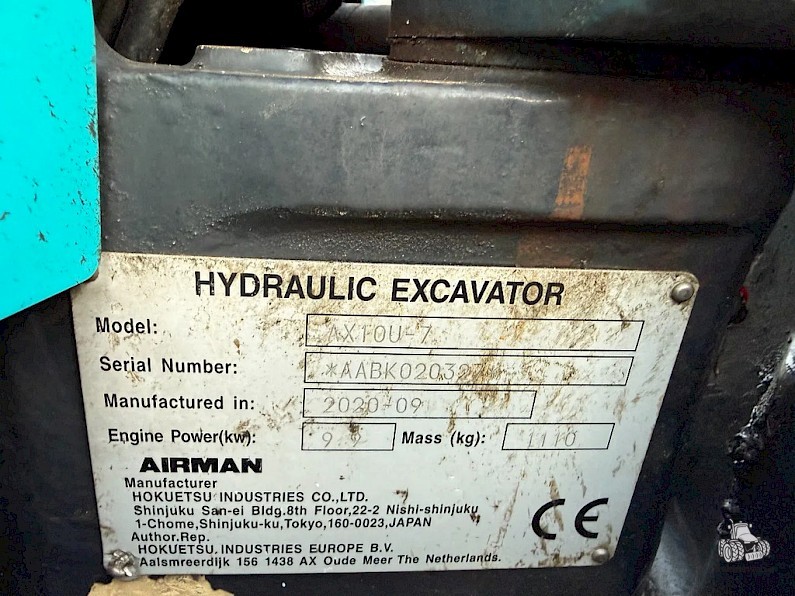 HYDRAULIC EXCAVATOR
Model: AX10U-7
Serial Number:
Manufactured in: 2020-09
Engine Power(kw): 9.2 Mass (kg): 1110
AIRMAN
Manufacturer
HOKUETSU INDUSTRIES CO.,LTD.
Shinjuku San-ei Bldg.8th Floor,22-2 Nishi-shinjuku
1-Chome,Shinjuku-ku,Tokyo,160-0023,JAPAN
Author.Rep.
HOKUETSU INDUSTRIES EUROPE B.V.
Aalsmeerdijk 156 1438 AX Oude Meer The Netherlands.
CE